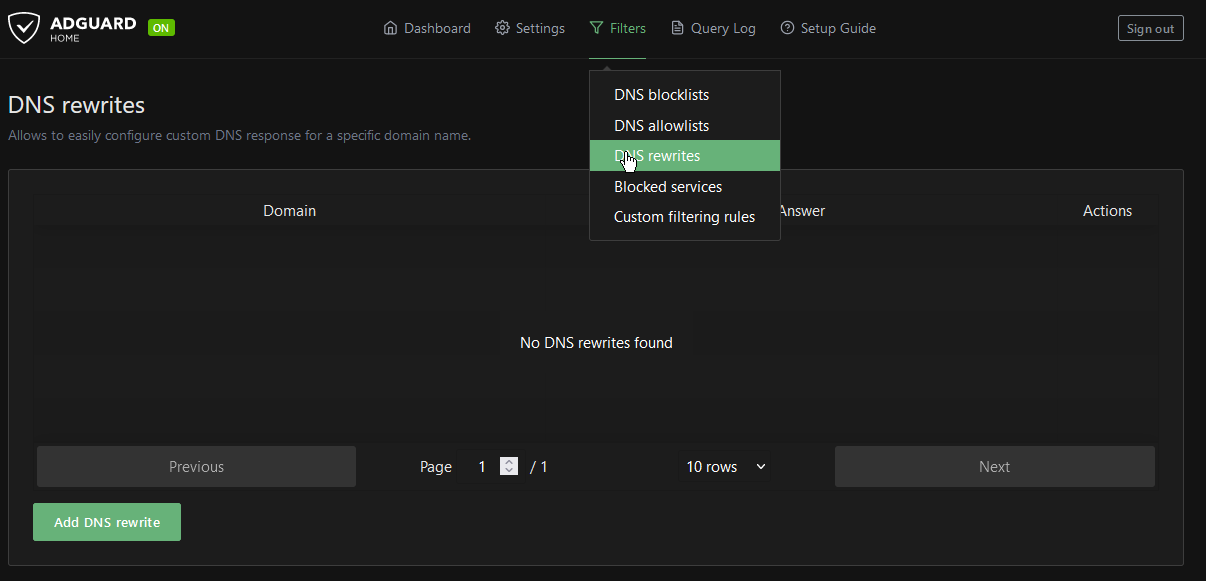 ADGUARD
HOME
ON
Dashboard
Settings
Filters
Query Log
Setup Guide
Sign out
DNS rewrites
Allows to easily configure custom DNS response for a specific domain name.
DNS blocklists
DNS allowlists
DNS rewrites
Blocked services
Custom filtering rules
Domain
Answer
Actions
No DNS rewrites found
Previous
Page 1 / 1
10 rows
Next
Add DNS rewrite